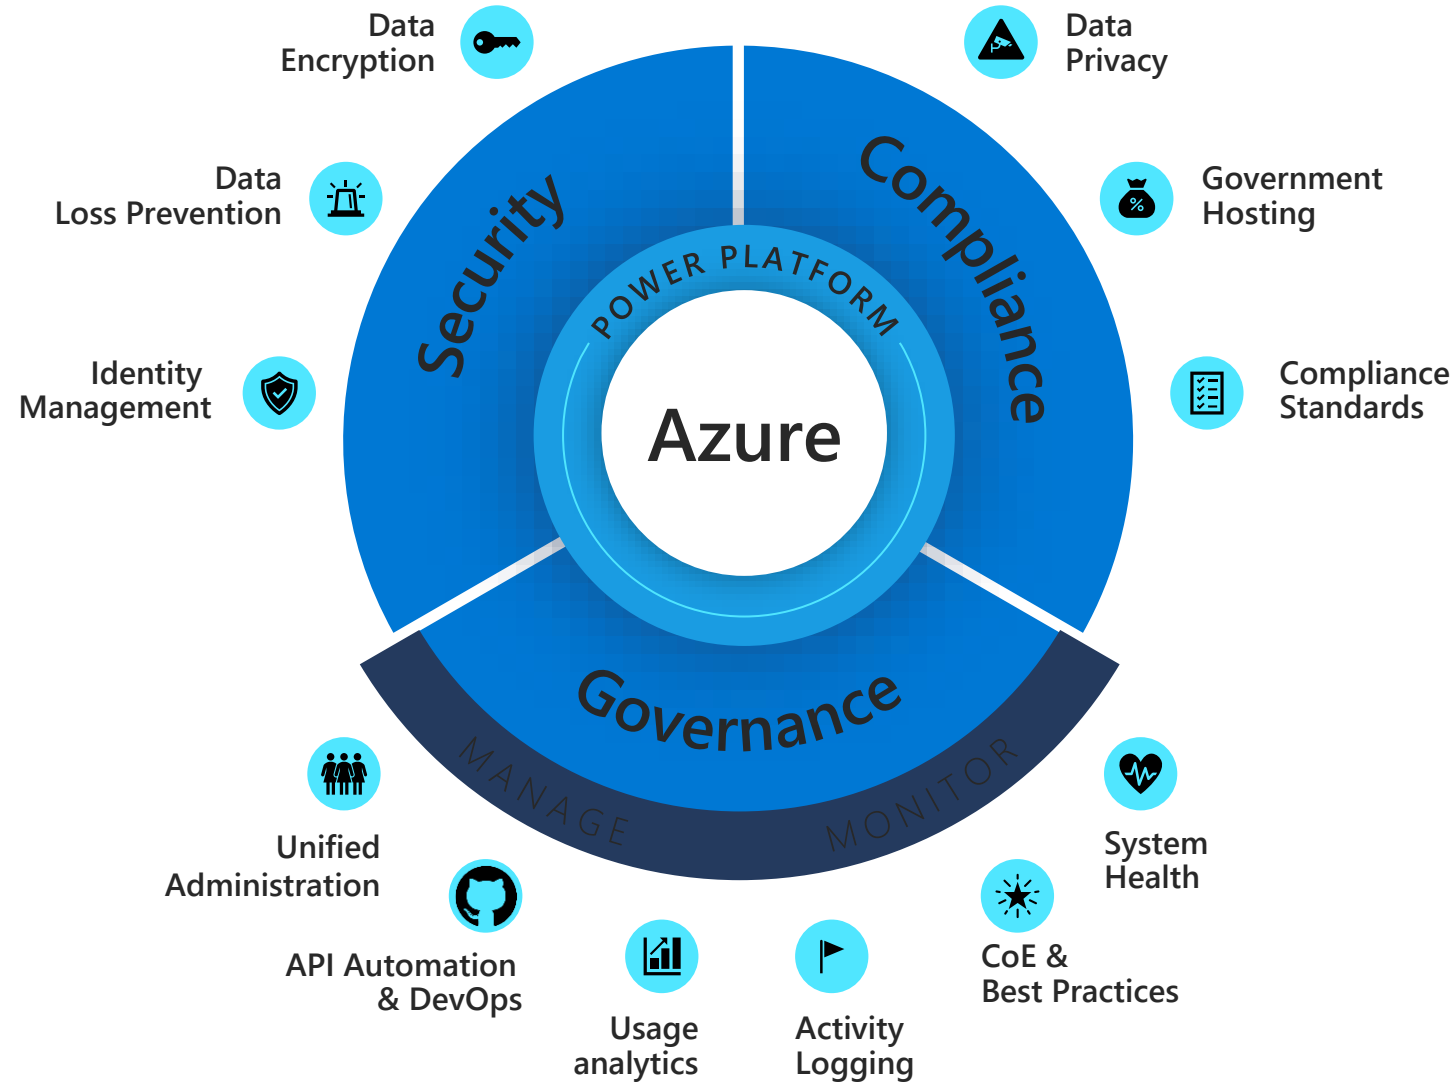 Data
Encryption
Data
Privacy
Data
Loss Prevention
Government
Hosting
Identity
Management
Compliance
Standards
Security
Compliance
POWER PLATFORM
Azure
Governance
MANAGE
MONITOR
Unified
Administration
System
Health
API Automation
& DevOps
CoE &
Best Practices
Usage
analytics
Activity
Logging
%